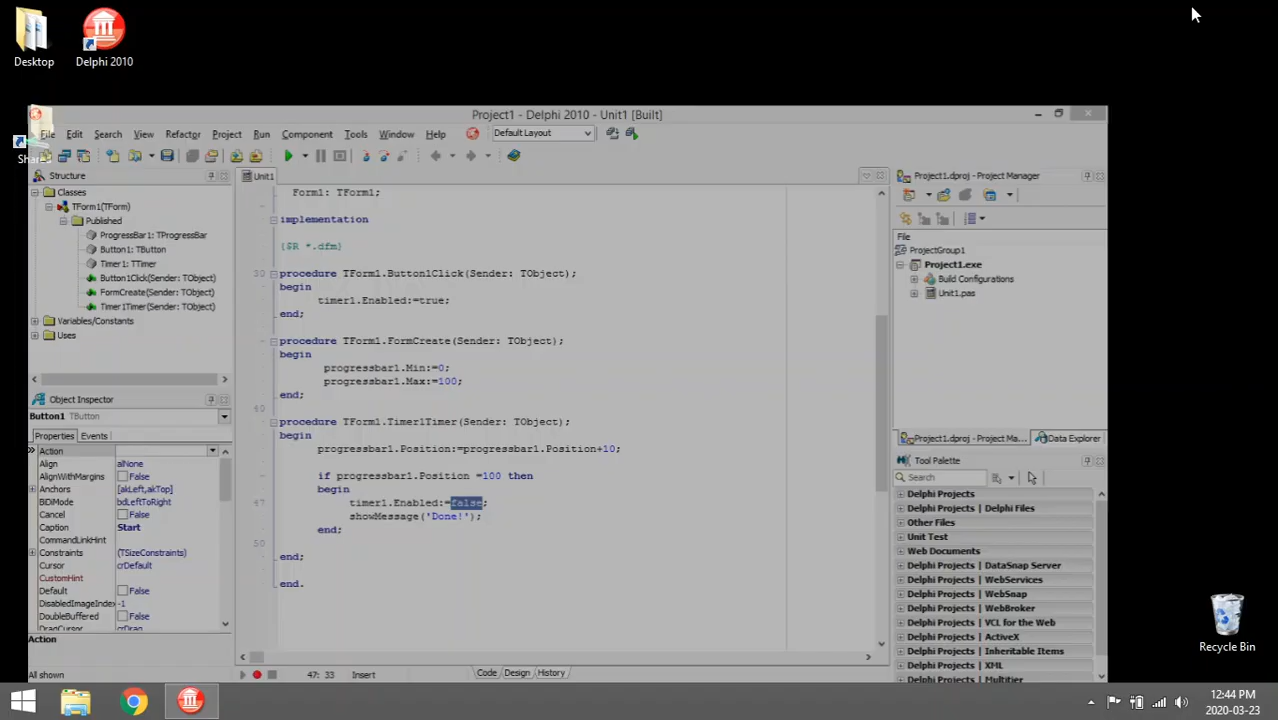 Desktop
Delphi 2010
Project1 - Delphi 2010 - Unit1 [Built]
File Edit Search View Refactor Project Run Component Tools Window Help
Default Layout
Structure
Classes
TForm1(TForm)
Published
ProgressBar1: TProgressBar
Button1: TButton
Timer1: TTimer
Button1Click(Sender: TObject)
FormCreate(Sender: TObject)
Timer1Timer(Sender: TObject)
Variables/Constants
Uses
Object Inspector
Button1 TButton
Properties Events
Action
Align alNone
AlignWithMargins False
Anchors [akLeft,akTop]
BiDiMode bdLeftToRight
Cancel False
Caption Start
CommandLinkHint
Constraints (TSizeConstraints)
Cursor crDefault
CustomHint
Default False
DisabledImageIndex -1
DoubleBuffered False
DragCursor crDrag
Action
All shown
Unit1
Form1: TForm1;
implementation
{$R *.dfm}
30 procedure TForm1.Button1Click(Sender: TObject);
begin
timer1.Enabled:=true;
end;
procedure TForm1.FormCreate(Sender: TObject);
begin
progressbar1.Min:=0;
progressbar1.Max:=100;
end;
40
procedure TForm1.Timer1Timer(Sender: TObject);
begin
progressbar1.Position:=progressbar1.Position+10;
if progressbar1.Position =100 then
begin
47 timer1.Enabled:=false;
showMessage('Done!');
end;
50
end;
end.
47: 33 Insert
Code Design History
Project1.dproj - Project Manager
File
ProjectGroup1
Project1.exe
Build Configurations
Unit1.pas
Project1.dproj - Project Ma... Data Explorer
Tool Palette
Search
Delphi Projects
Delphi Projects | Delphi Files
Other Files
Unit Test
Web Documents
Delphi Projects | DataSnap Server
Delphi Projects | WebServices
Delphi Projects | WebSnap
Delphi Projects | WebBroker
Delphi Projects | VCL for the Web
Delphi Projects | ActiveX
Delphi Projects | Inheritable Items
Delphi Projects | XML
Delphi Projects | Multitier
Recycle Bin
12:44 PM
2020-03-23